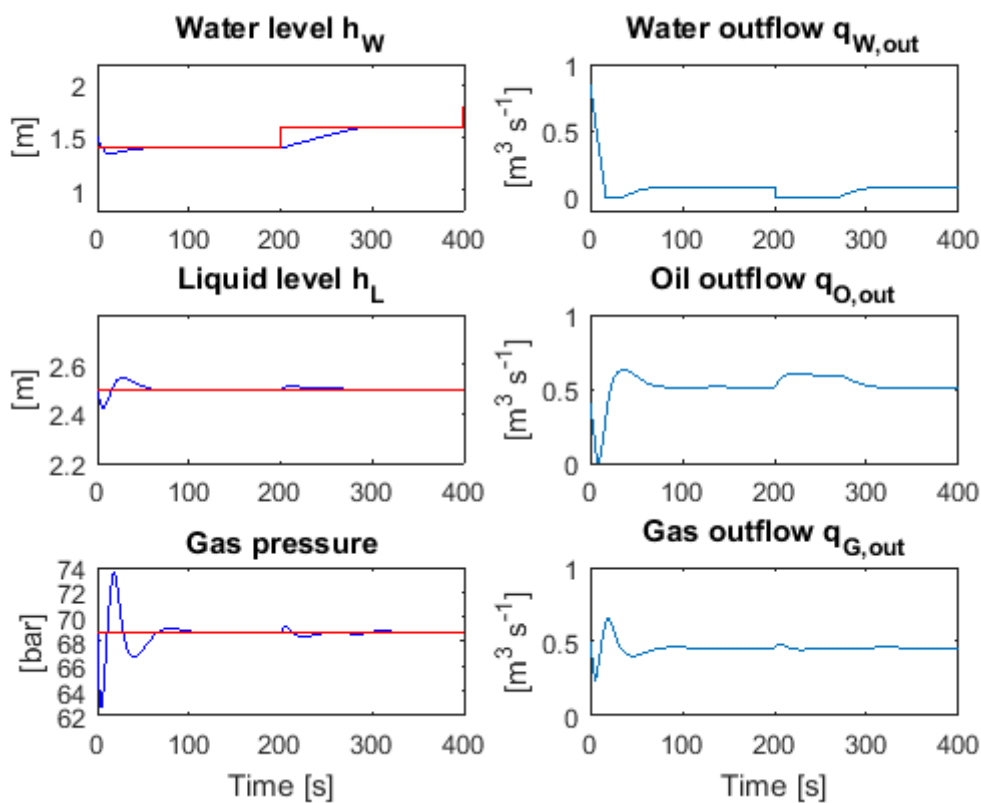 Water level h_W
[m]
2
1.5
1
0 100 200 300 400
Water outflow q_W,out
[m^3 s^-1]
1
0.5
0
0 100 200 300 400
Liquid level h_L
[m]
2.6
2.4
2.2
0 100 200 300 400
Oil outflow q_O,out
[m^3 s^-1]
1
0.5
0
0 100 200 300 400
Gas pressure
[bar]
74
72
70
68
66
64
62
0 100 200 300 400
Time [s]
Gas outflow q_G,out
[m^3 s^-1]
1
0.5
0
0 100 200 300 400
Time [s]